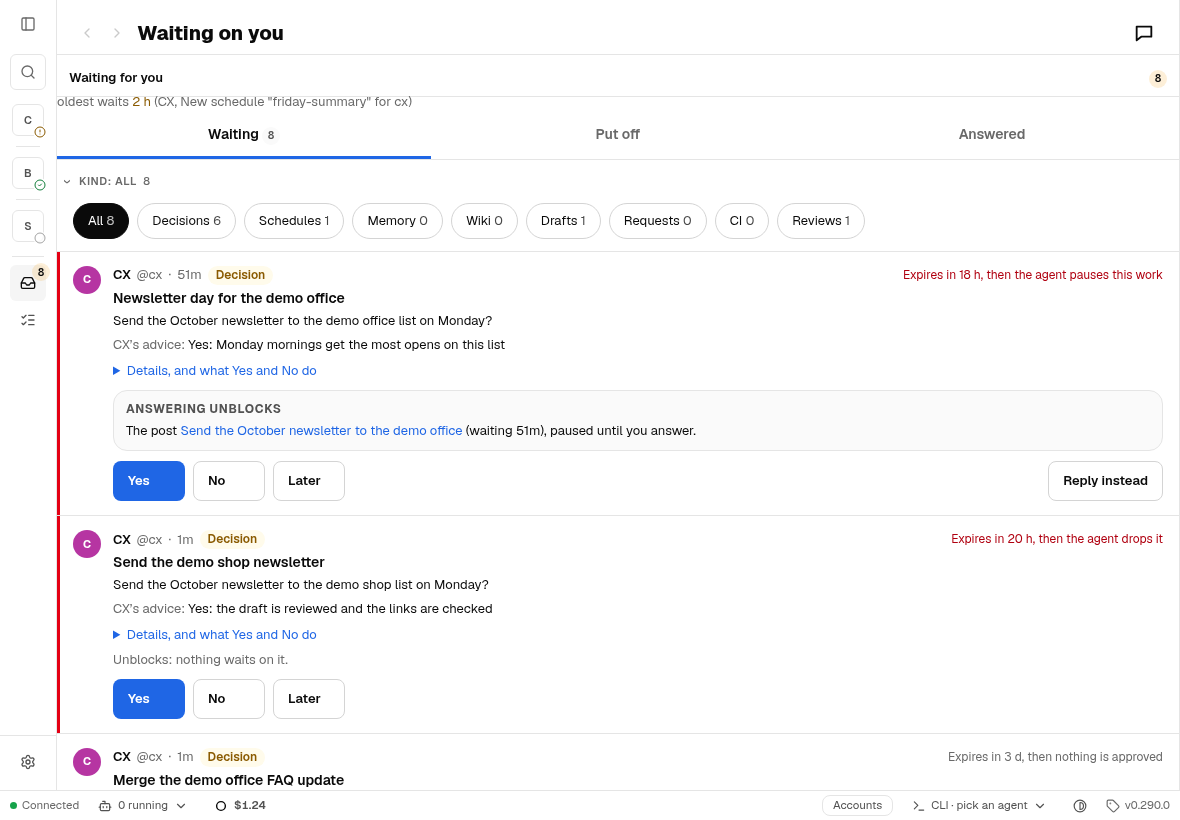 Waiting on you
Waiting for you 8
oldest waits 2 h (CX, New schedule "friday-summary" for cx)
Waiting 8 Put off Answered
KIND: ALL 8
All 8 Decisions 6 Schedules 1 Memory 0 Wiki 0 Drafts 1 Requests 0 CI 0 Reviews 1
C
B
S
8
C CX @cx · 51m Decision Expires in 18 h, then the agent pauses this work
Newsletter day for the demo office
Send the October newsletter to the demo office list on Monday?
CX's advice: Yes: Monday mornings get the most opens on this list
Details, and what Yes and No do
ANSWERING UNBLOCKS
The post Send the October newsletter to the demo office (waiting 51m), paused until you answer.
Yes No Later Reply instead
C CX @cx · 1m Decision Expires in 20 h, then the agent drops it
Send the demo shop newsletter
Send the October newsletter to the demo shop list on Monday?
CX's advice: Yes: the draft is reviewed and the links are checked
Details, and what Yes and No do
Unblocks: nothing waits on it.
Yes No Later
C CX @cx · 1m Decision Expires in 3 d, then nothing is approved
Merge the demo office FAQ update
Connected 0 running $1.24 Accounts CLI · pick an agent v0.290.0